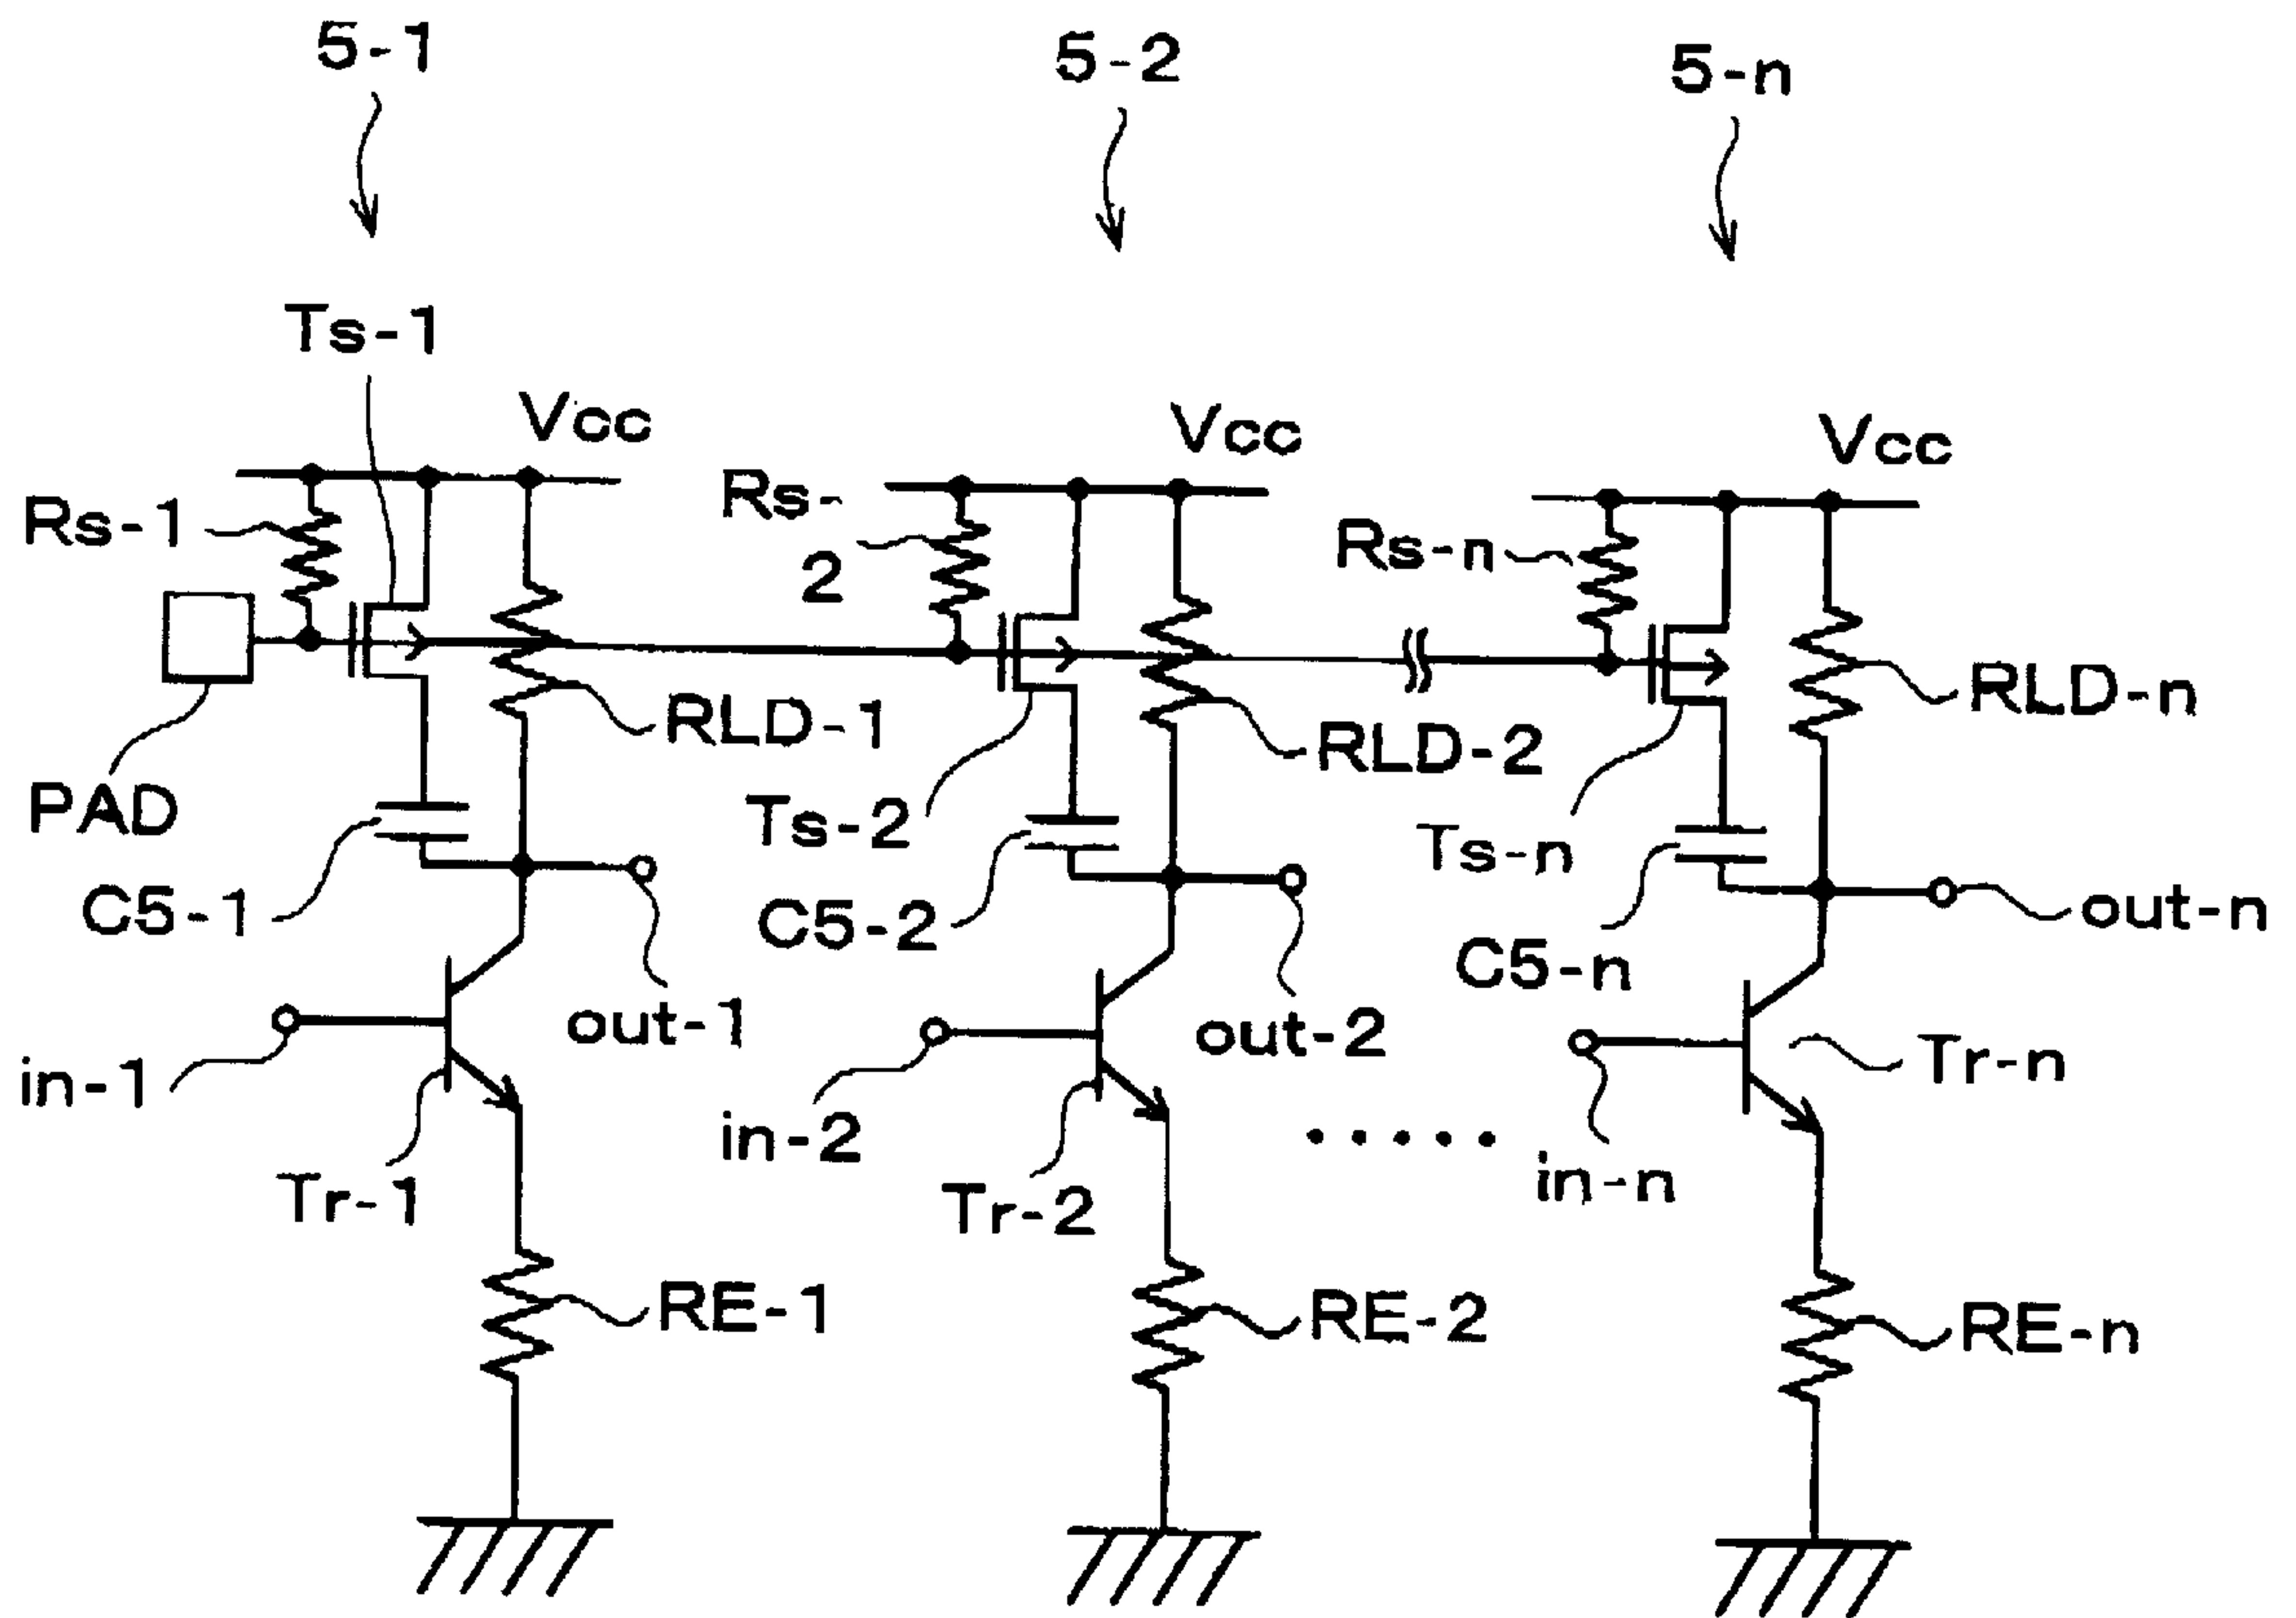 5-1
5-2
5-n
Ts-1
Vcc
Vcc
Vcc
Rs-1
Rs-
2
Rs-n
RLD-1
RLD-2
RLD-n
PAD
Ts-2
Ts-n
C5-1
C5-2
C5-n
out-n
out-1
out-2
in-1
in-2
in-n
Tr-n
Tr-1
Tr-2
RE-1
RE-2
RE-n